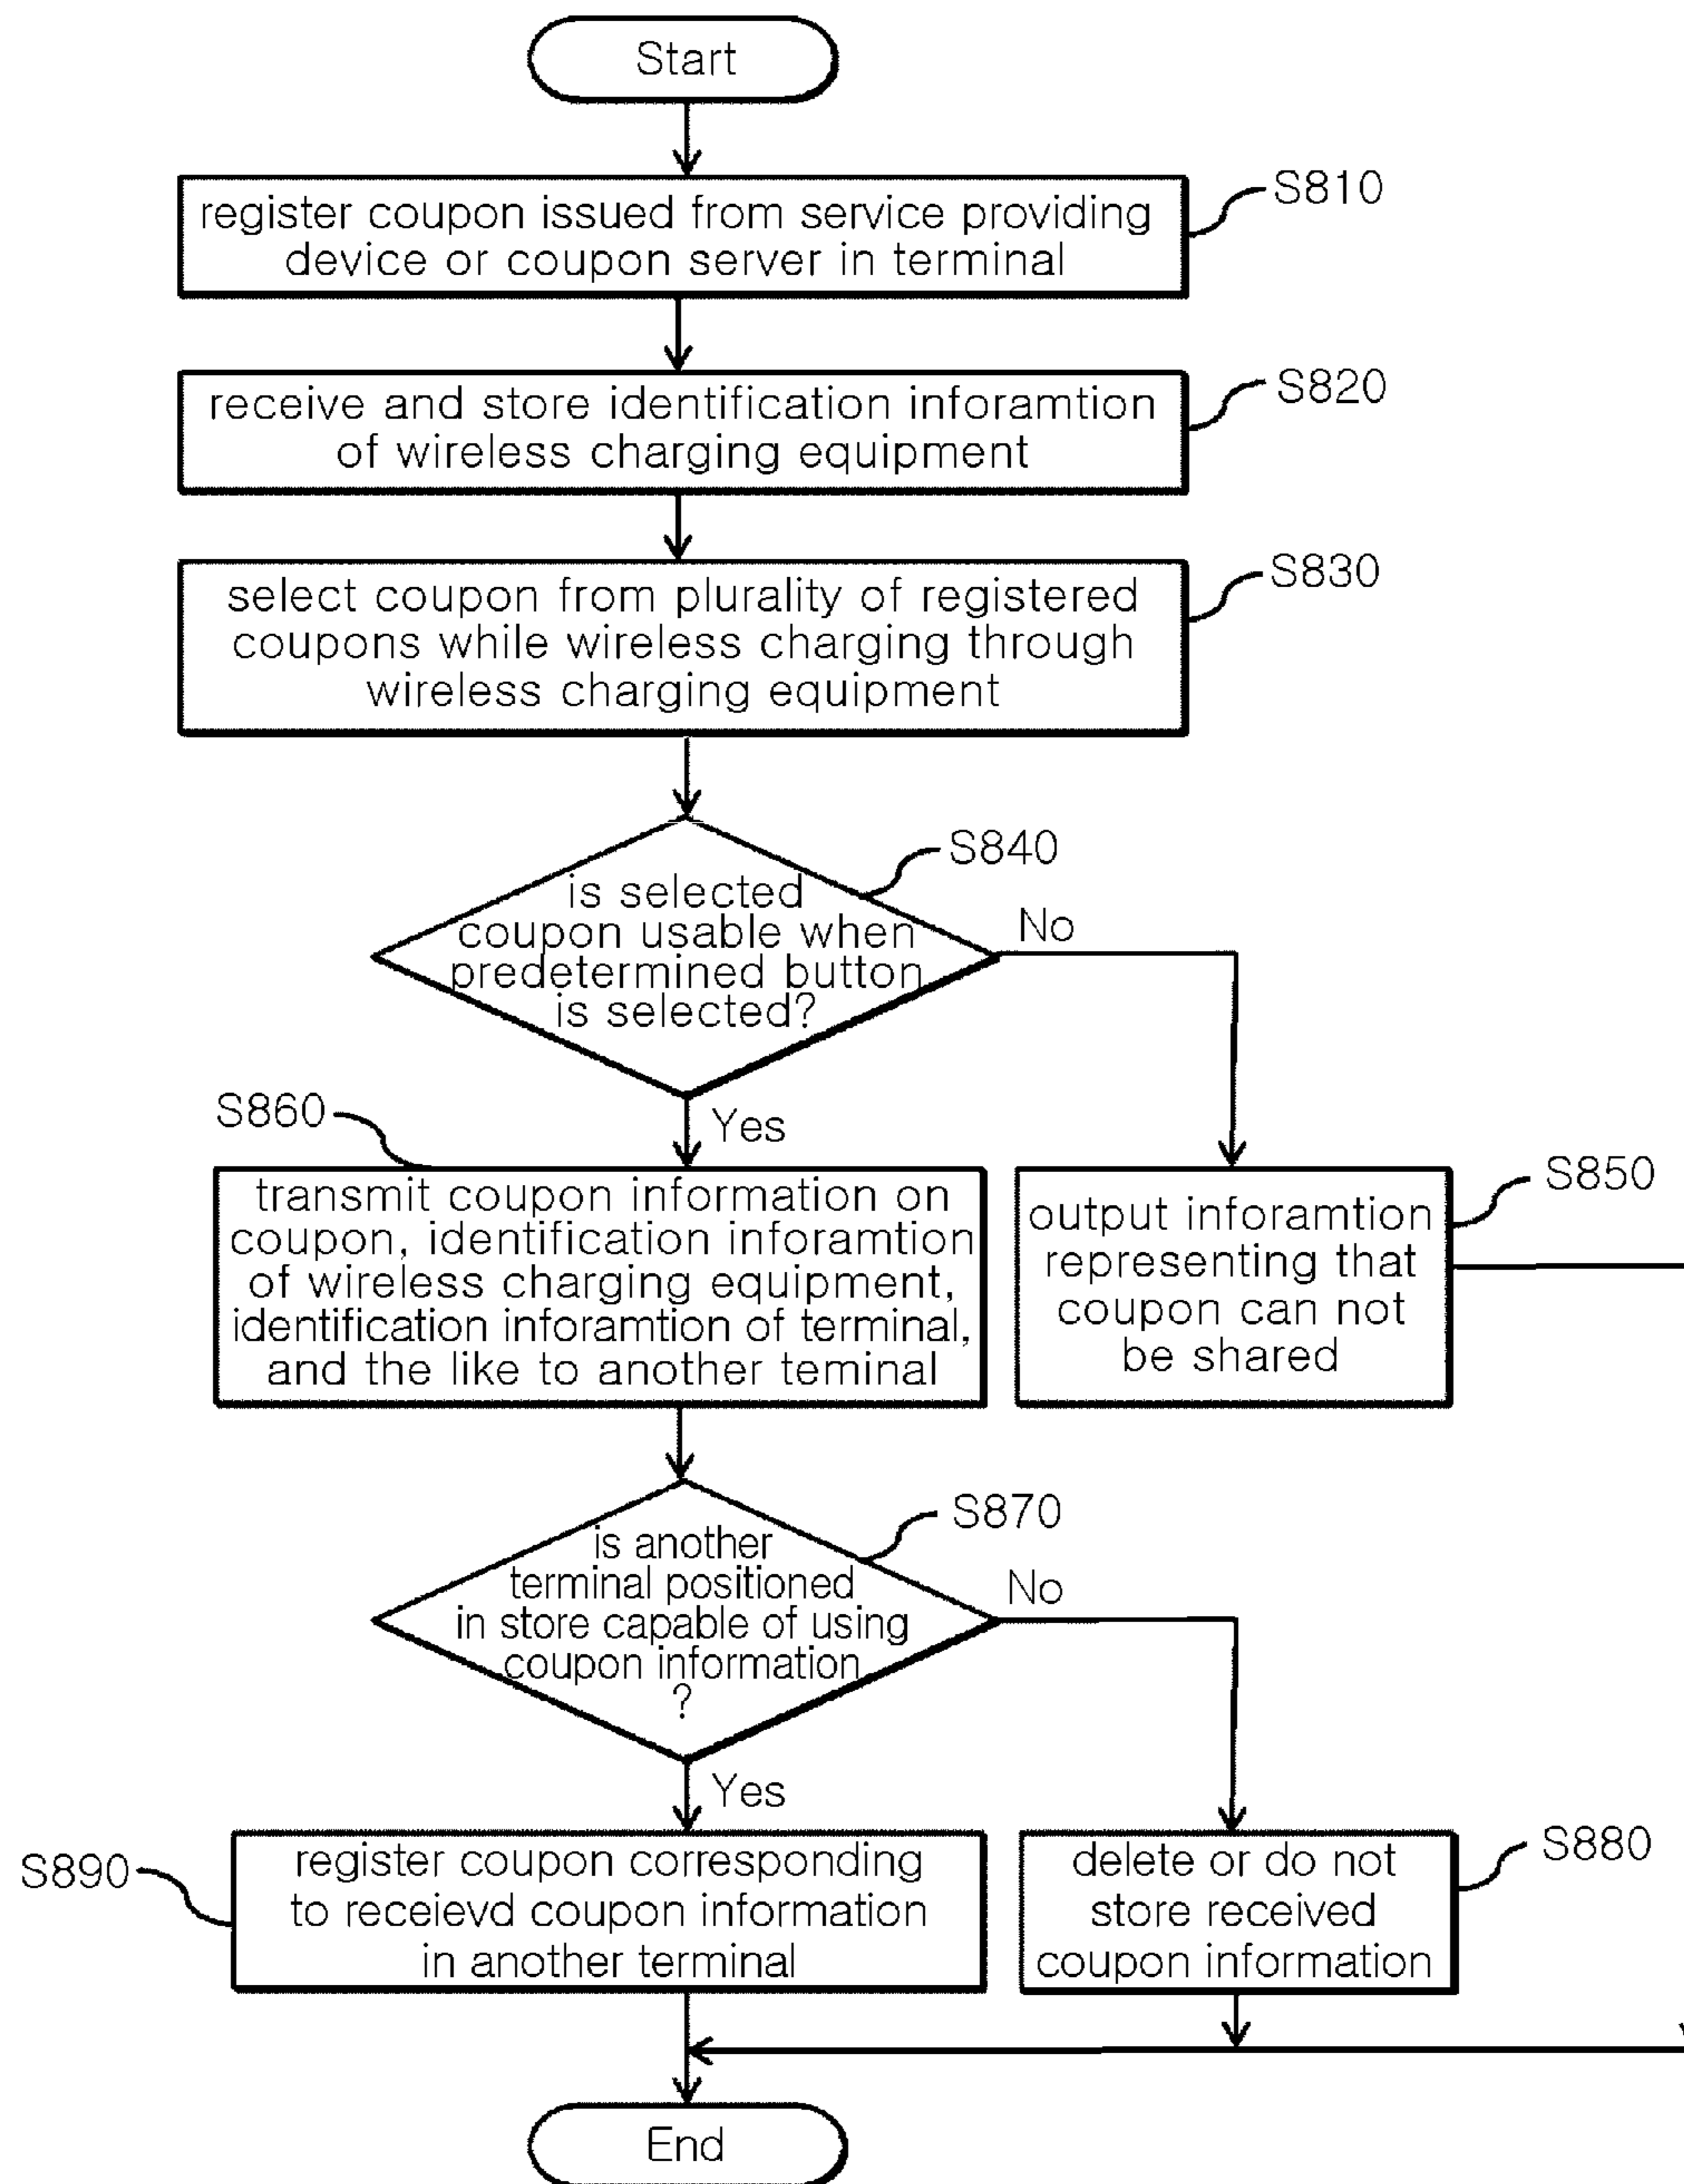 Start
S810
register coupon issued from service providing
device or coupon server in terminal
S820
receive and store identification inforamtion
of wireless charging equipment
S830
select coupon from plurality of registered
coupons while wireless charging through
wireless charging equipment
S840
is selected
coupon usable when
predetermined button
is selected?
No
Yes
S860
transmit coupon information on
coupon, identification inforamtion
of wireless charging equipment,
identification inforamtion of terminal,
and the like to another teminal
S850
output inforamtion
representing that
coupon can not
be shared
S870
is another
terminal positioned
in store capable of using
coupon information
?
No
Yes
S890
register coupon corresponding
to receievd coupon information
in another terminal
S880
delete or do not
store received
coupon information
End